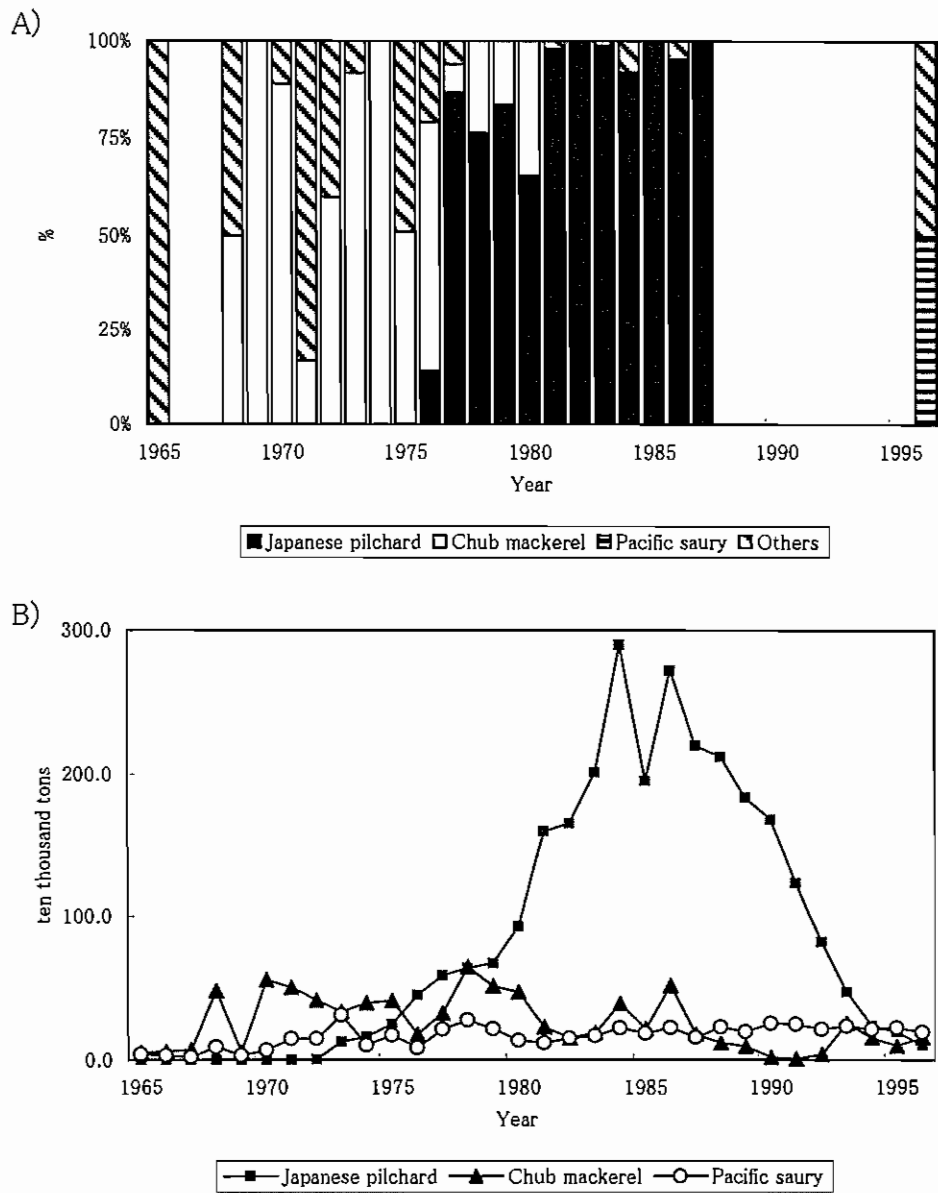 A)
100%
75%
50%
25%
0%
%
1965 1970 1975 1980 1985 1990 1995
Year
Japanese pilchard Chub mackerel Pacific saury Others
B)
300.0
200.0
100.0
0.0
ten thousand tons
1965 1970 1975 1980 1985 1990 1995
Year
Japanese pilchard Chub mackerel Pacific saury